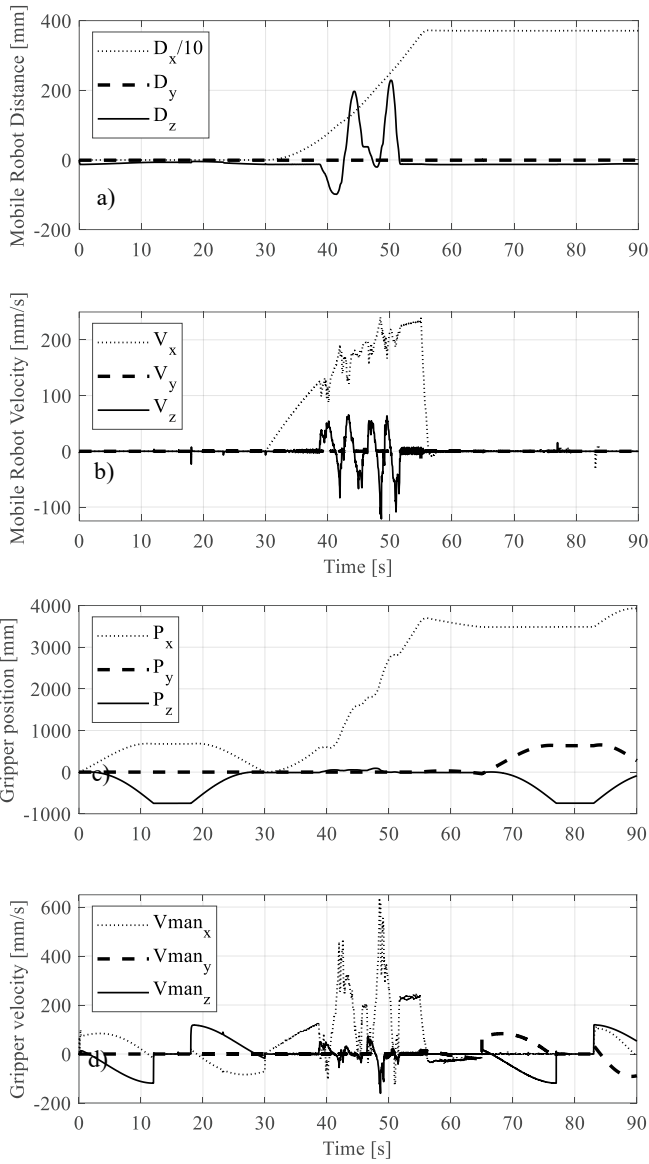 Mobile Robot Distance [mm]
400
200
0
-200
D_x/10
D_y
D_z
a)
0 10 20 30 40 50 60 70 80 90
Mobile Robot Velocity [mm/s]
200
100
0
-100
V_x
V_y
V_z
b)
0 10 20 30 40 50 60 70 80 90
Time [s]
Gripper position [mm]
4000
3000
2000
1000
0
-1000
P_x
P_y
P_z
c)
0 10 20 30 40 50 60 70 80 90
Gripper velocity [mm/s]
600
400
200
0
-200
Vman_x
Vman_y
Vman_z
d)
0 10 20 30 40 50 60 70 80 90
Time [s]